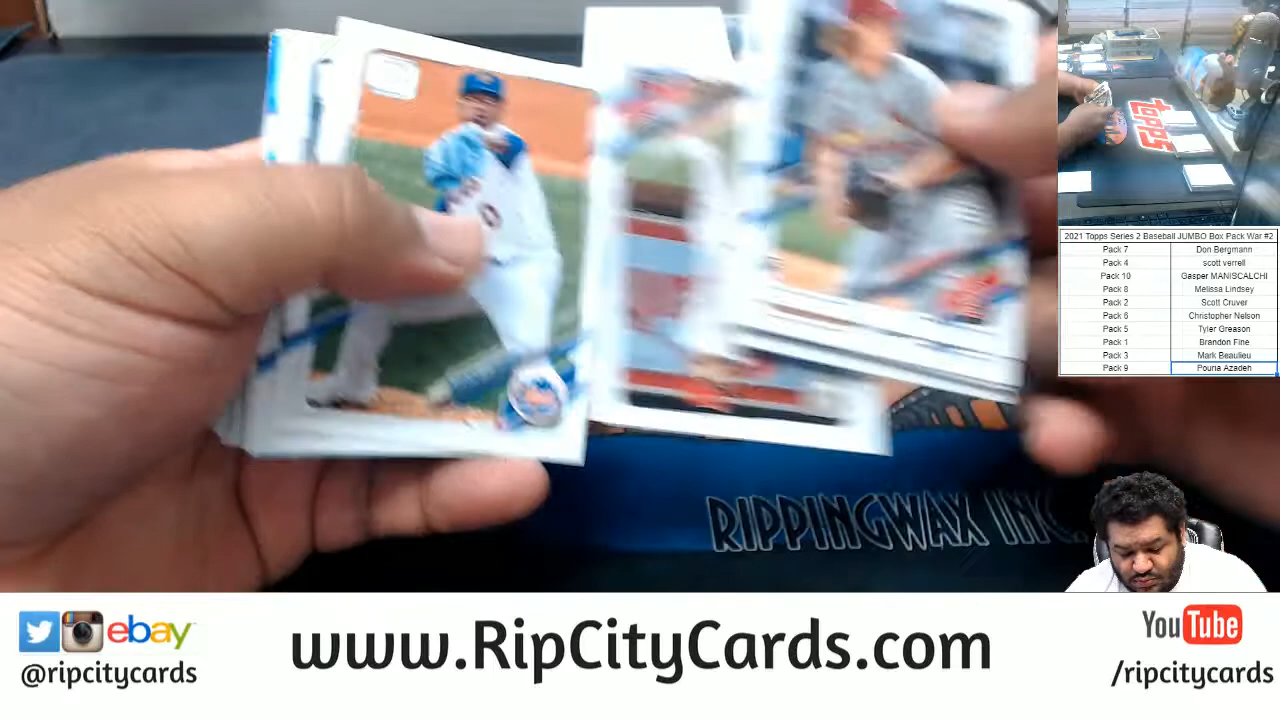 TOPPS
2021 Topps Series 2 Baseball JUMBO Box Pack War #2
Pack 7 Don Bergmann
Pack 4 scott verrell
Pack 10 Gasper MANISCALCHI
Pack 8 Melissa Lindsey
Pack 2 Scott Cruver
Pack 6 Christopher Nelson
Pack 5 Tyler Greason
Pack 1 Brandon Fine
Pack 3 Mark Beaulieu
Pack 9 Pouria Azadeh
RIPPINGWAX INC.
ebay
@ripcitycards
www.RipCityCards.com
YouTube
/ripcitycards